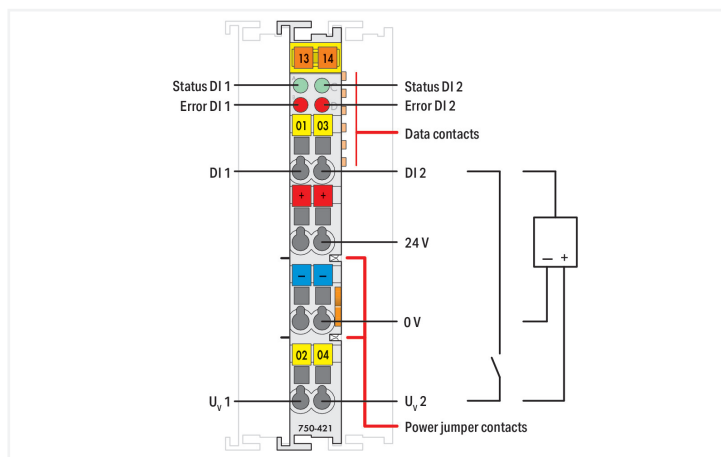 13 14
Status DI 1
Status DI 2
Error DI 1
Error DI 2
01 03
Data contacts
DI 1
DI 2
+ +
24 V
− −
− +
0 V
02 04
Uᵥ 1
Uᵥ 2
750-421
Power jumper contacts